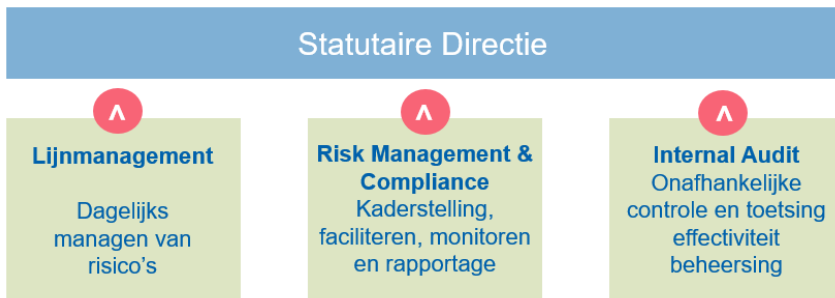 Statutaire Directie
^
^
^
Lijnmanagement
Dagelijks
managen van
risico's
Risk Management &
Compliance
Kaderstelling,
faciliteren, monitoren
en rapportage
Internal Audit
Onafhankelijke
controle en toetsing
effectiviteit
beheersing